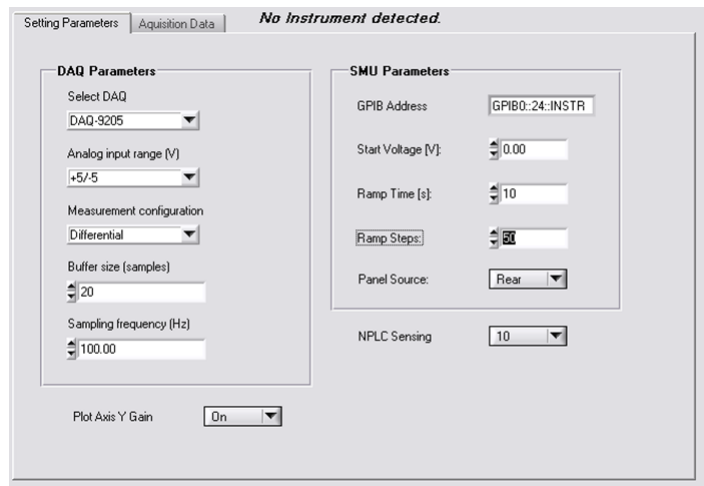 Setting Parameters
Aquisition Data
No Instrument detected.
DAQ Parameters
Select DAQ
DAQ-9205
Analog input range (V)
+5/-5
Measurement configuration
Differential
Buffer size (samples)
20
Sampling frequency (Hz)
100.00
Plot Axis Y Gain
On
SMU Parameters
GPIB Address
GPIB0::24::INSTR
Start Voltage [V]:
0.00
Ramp Time [s]:
10
Ramp Steps:
50
Panel Source:
Rear
NPLC Sensing
10